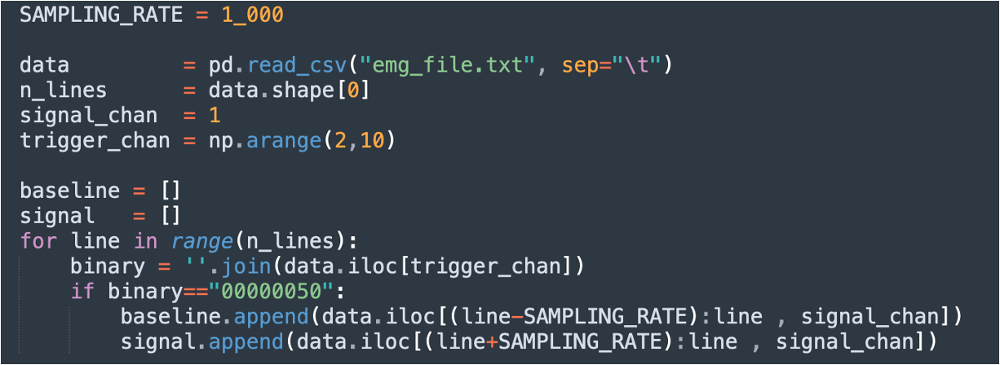 SAMPLING_RATE = 1_000
data = pd.read_csv("emg_file.txt", sep="\t")
n_lines = data.shape[0]
signal_chan = 1
trigger_chan = np.arange(2,10)
baseline = []
signal = []
for line in range(n_lines):
binary = ''.join(data.iloc[trigger_chan])
if binary=="00000050":
baseline.append(data.iloc[(line-SAMPLING_RATE):line , signal_chan])
signal.append(data.iloc[(line+SAMPLING_RATE):line , signal_chan])